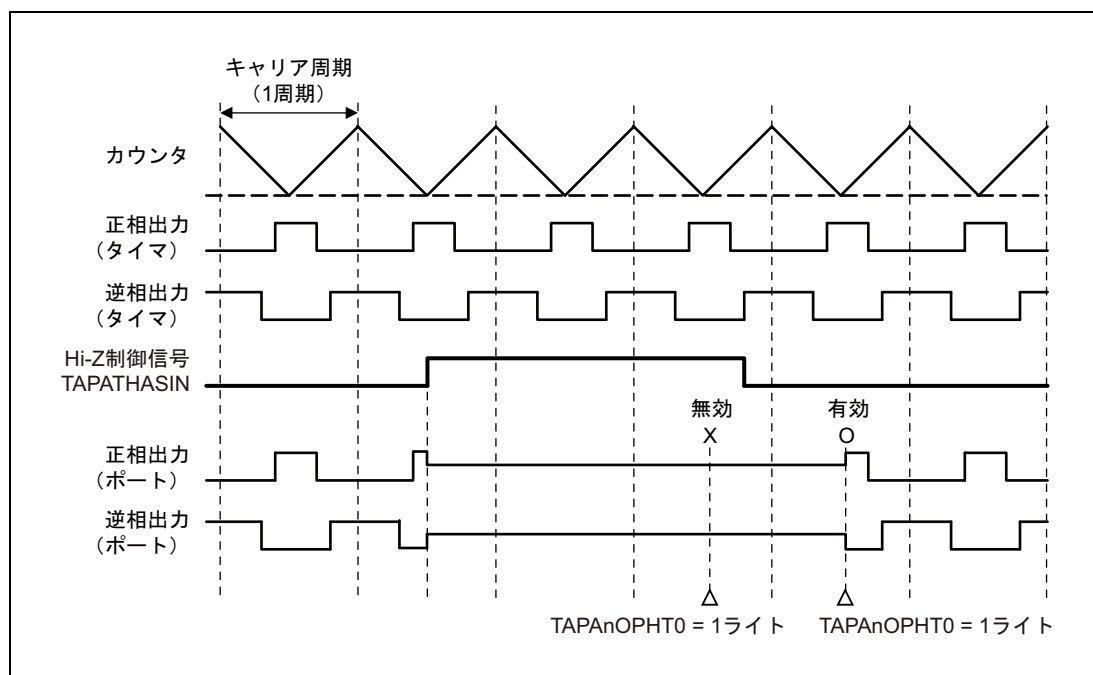 キャリア周期
（1周期）
カウンタ
正相出力
（タイマ）
逆相出力
（タイマ）
Hi-Z制御信号
TAPATHASIN
無効
X
有効
O
正相出力
（ポート）
逆相出力
（ポート）
TAPAnOPHT0 = 1ライト
TAPAnOPHT0 = 1ライト